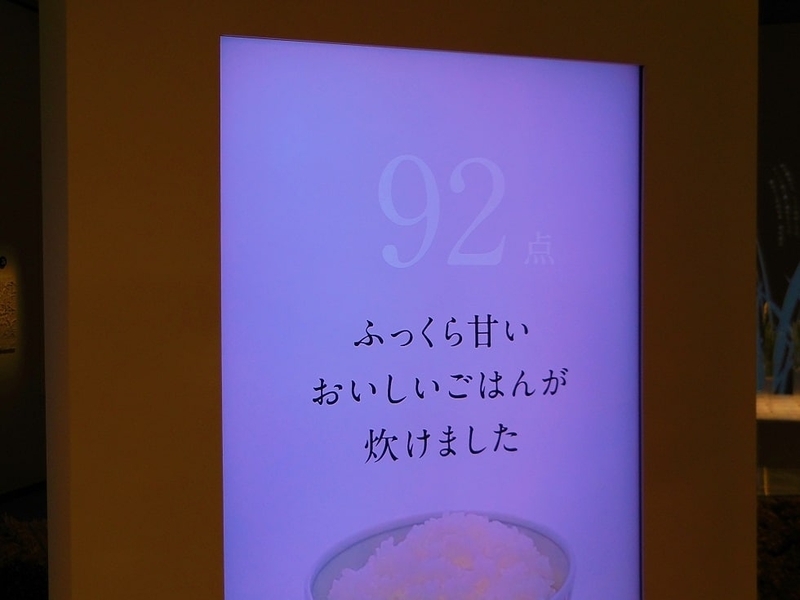 92点
ふっくら甘い
おいしいごはんが
炊けました